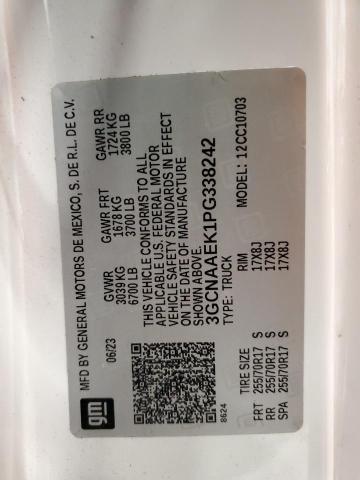 MFD BY GENERAL MOTORS DE MEXICO, S. DE R.L. DE C.V.
gm
06/23
GVWR GAWR FRT GAWR RR
3039 KG 1678 KG 1724 KG
6700 LB 3700 LB 3800 LB
THIS VEHICLE CONFORMS TO ALL
APPLICABLE U.S. FEDERAL MOTOR
VEHICLE SAFETY STANDARDS IN EFFECT
ON THE DATE OF MANUFACTURE
SHOWN ABOVE.
3GCNAAEK1PG338242
TYPE: TRUCK MODEL: 12CC10703
8624
TIRE SIZE RIM
FRT 255/70R17 S 17X8J
RR 255/70R17 S 17X8J
SPA 255/70R17 S 17X8J